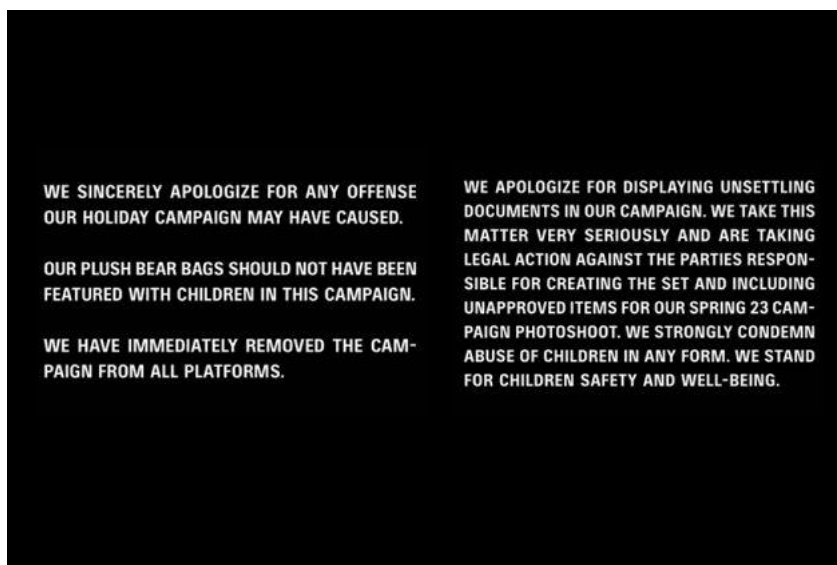 WE SINCERELY APOLOGIZE FOR ANY OFFENSE
OUR HOLIDAY CAMPAIGN MAY HAVE CAUSED.
OUR PLUSH BEAR BAGS SHOULD NOT HAVE BEEN
FEATURED WITH CHILDREN IN THIS CAMPAIGN.
WE HAVE IMMEDIATELY REMOVED THE CAM-
PAIGN FROM ALL PLATFORMS.
WE APOLOGIZE FOR DISPLAYING UNSETTLING
DOCUMENTS IN OUR CAMPAIGN. WE TAKE THIS
MATTER VERY SERIOUSLY AND ARE TAKING
LEGAL ACTION AGAINST THE PARTIES RESPON-
SIBLE FOR CREATING THE SET AND INCLUDING
UNAPPROVED ITEMS FOR OUR SPRING 23 CAM-
PAIGN PHOTOSHOOT. WE STRONGLY CONDEMN
ABUSE OF CHILDREN IN ANY FORM. WE STAND
FOR CHILDREN SAFETY AND WELL-BEING.